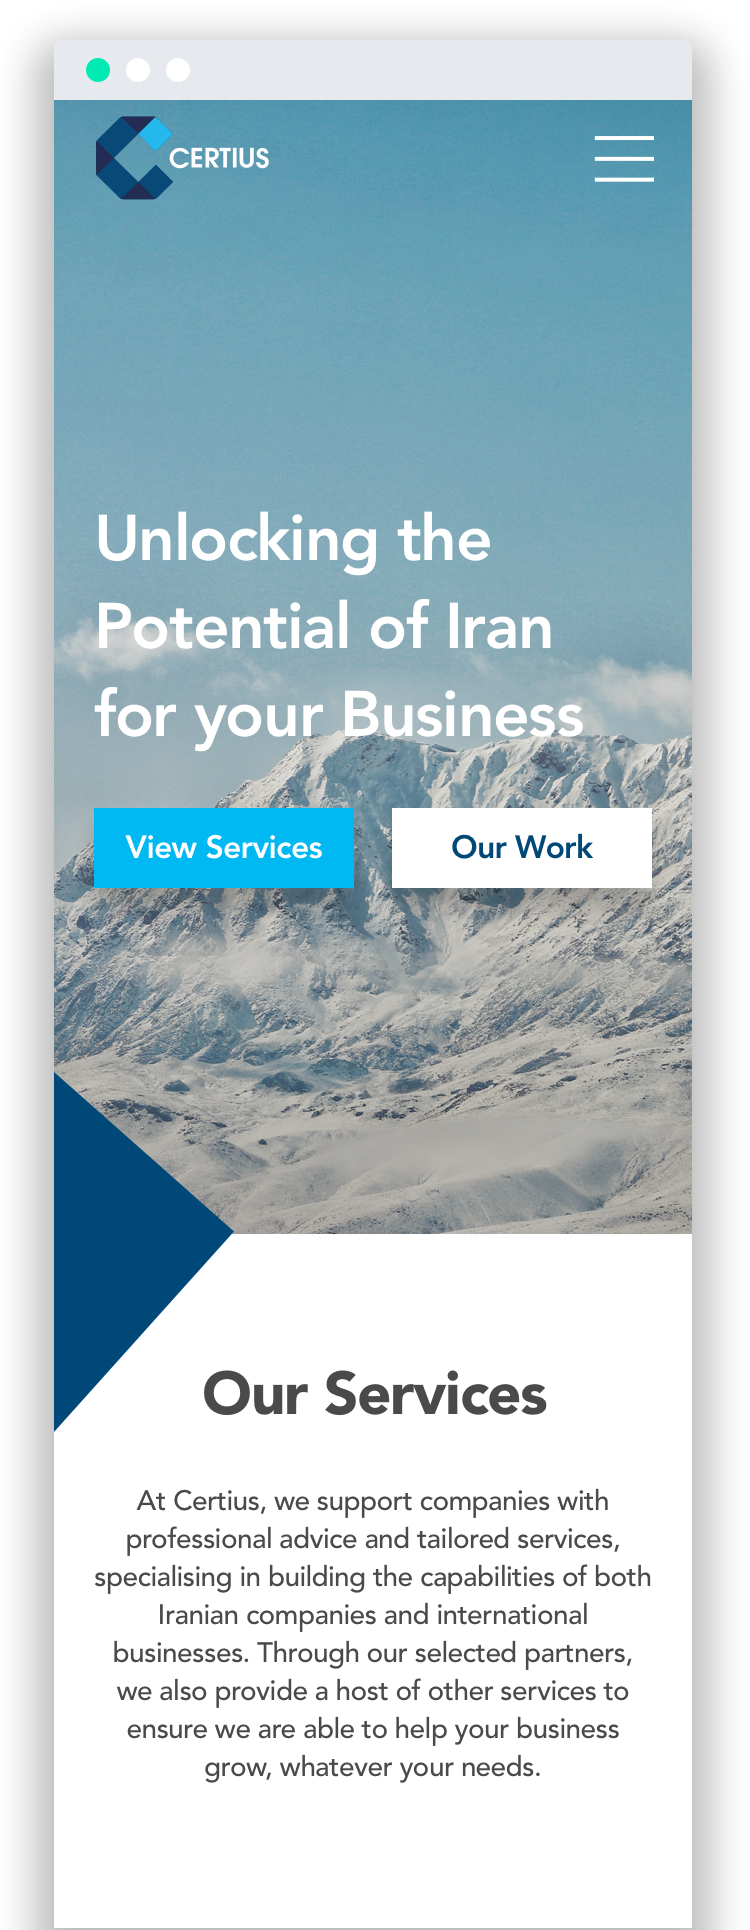 CERTIUS
Unlocking the
Potential of Iran
for your Business
View Services
Our Work
Our Services
At Certius, we support companies with
professional advice and tailored services,
specialising in building the capabilities of both
Iranian companies and international
businesses. Through our selected partners,
we also provide a host of other services to
ensure we are able to help your business
grow, whatever your needs.